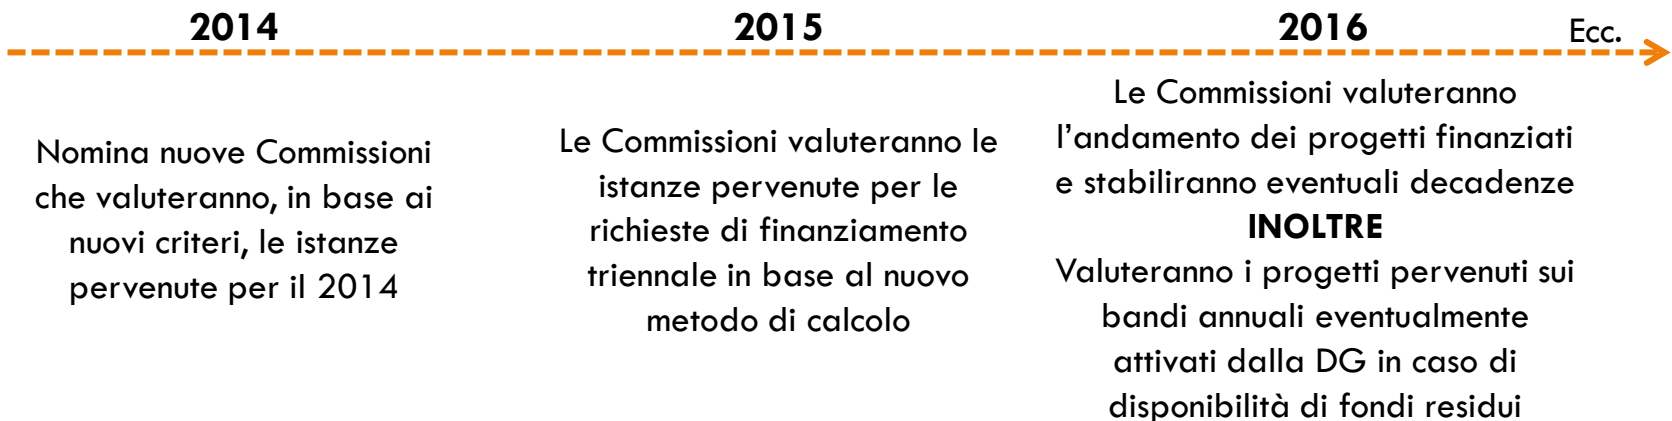 2014
2015
2016
Ecc.
Nomina nuove Commissioni
che valuteranno, in base ai
nuovi criteri, le istanze
pervenute per il 2014
Le Commissioni valuteranno le
istanze pervenute per le
richieste di finanziamento
triennale in base al nuovo
metodo di calcolo
Le Commissioni valuteranno
l'andamento dei progetti finanziati
e stabiliranno eventuali decadenze
INOLTRE
Valuteranno i progetti pervenuti sui
bandi annuali eventualmente
attivati dalla DG in caso di
disponibilità di fondi residui